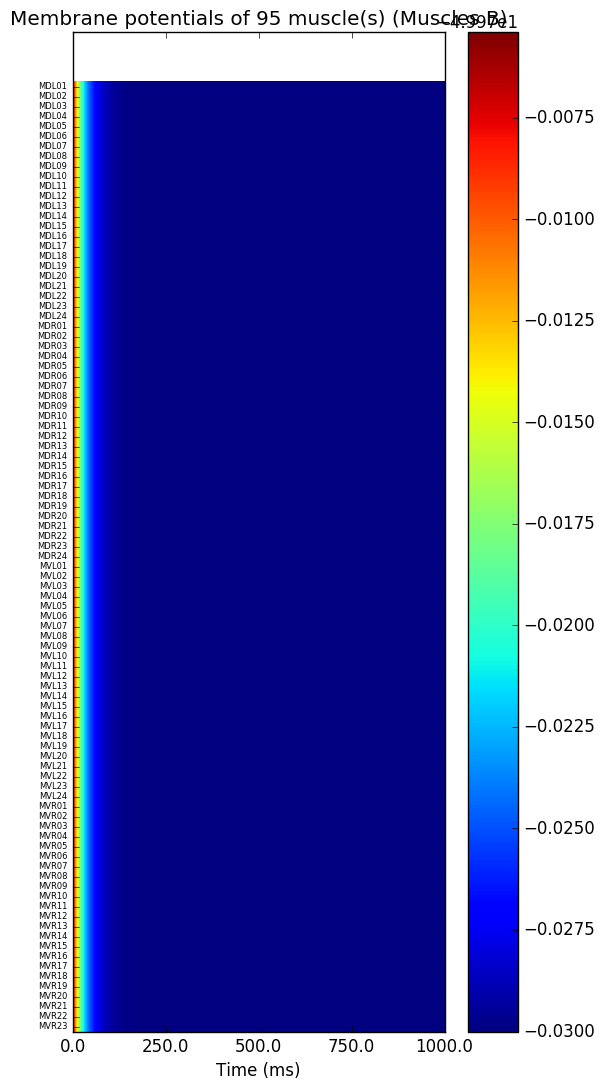 Membrane potentials of 95 muscle(s) (Muscles B)
−4.997e1
MDL01
MDL02
MDL03
MDL04
MDL05
MDL06
MDL07
MDL08
MDL09
MDL10
MDL11
MDL12
MDL13
MDL14
MDL15
MDL16
MDL17
MDL18
MDL19
MDL20
MDL21
MDL22
MDL23
MDL24
MDR01
MDR02
MDR03
MDR04
MDR05
MDR06
MDR07
MDR08
MDR09
MDR10
MDR11
MDR12
MDR13
MDR14
MDR15
MDR16
MDR17
MDR18
MDR19
MDR20
MDR21
MDR22
MDR23
MDR24
MVL01
MVL02
MVL03
MVL04
MVL05
MVL06
MVL07
MVL08
MVL09
MVL10
MVL11
MVL12
MVL13
MVL14
MVL15
MVL16
MVL17
MVL18
MVL19
MVL20
MVL21
MVL22
MVL23
MVL24
MVR01
MVR02
MVR03
MVR04
MVR05
MVR06
MVR07
MVR08
MVR09
MVR10
MVR11
MVR12
MVR13
MVR14
MVR15
MVR16
MVR17
MVR18
MVR19
MVR20
MVR21
MVR22
MVR23
0.0 250.0 500.0 750.0 1000.0
Time (ms)
−0.0075
−0.0100
−0.0125
−0.0150
−0.0175
−0.0200
−0.0225
−0.0250
−0.0275
−0.0300